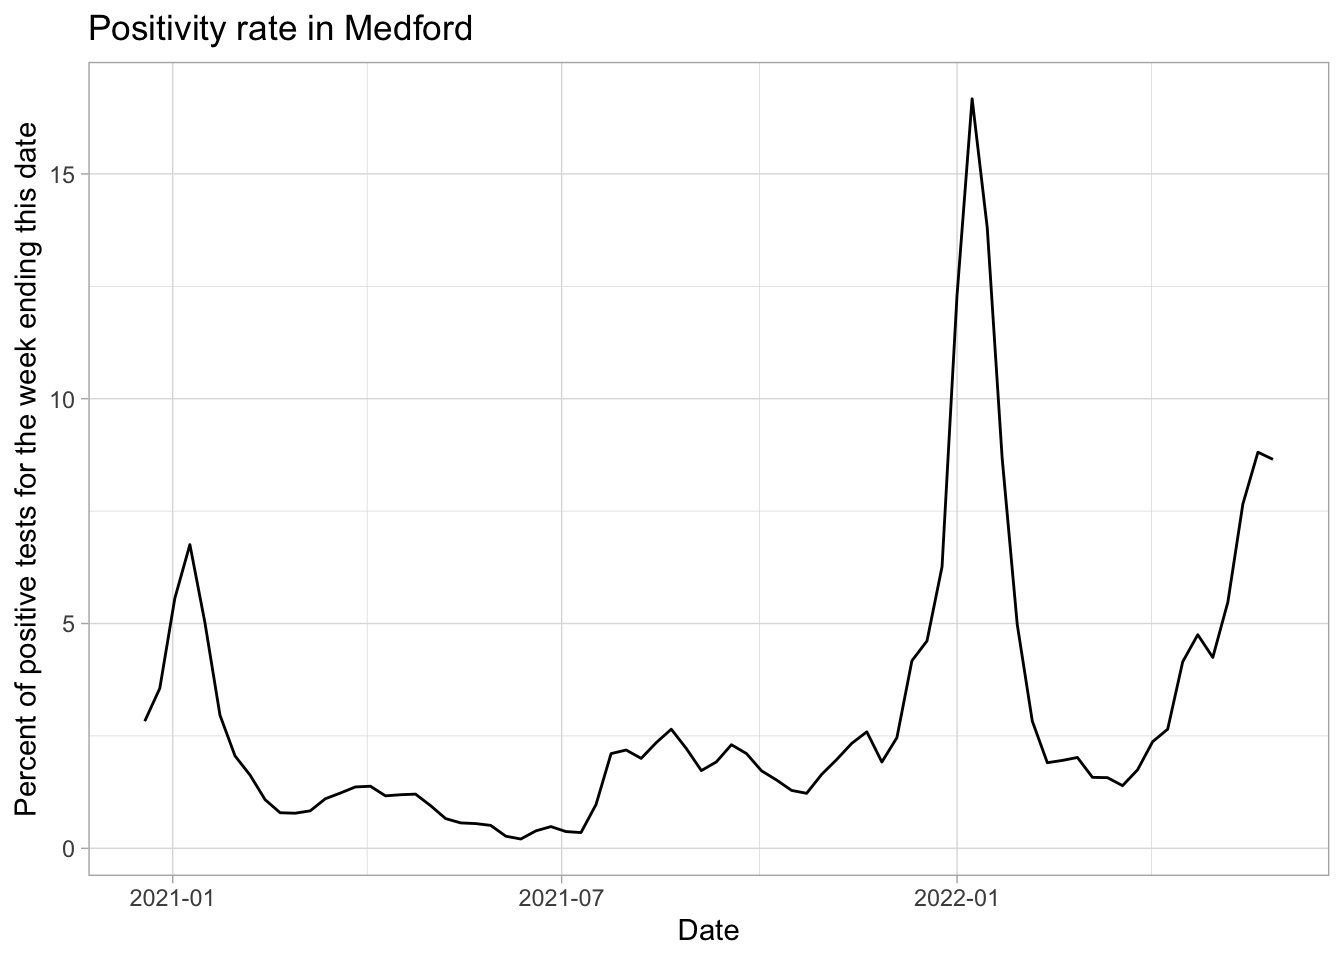 Positivity rate in Medford
Percent of positive tests for the week ending this date
15
10
5
0
2021-01
2021-07
2022-01
Date